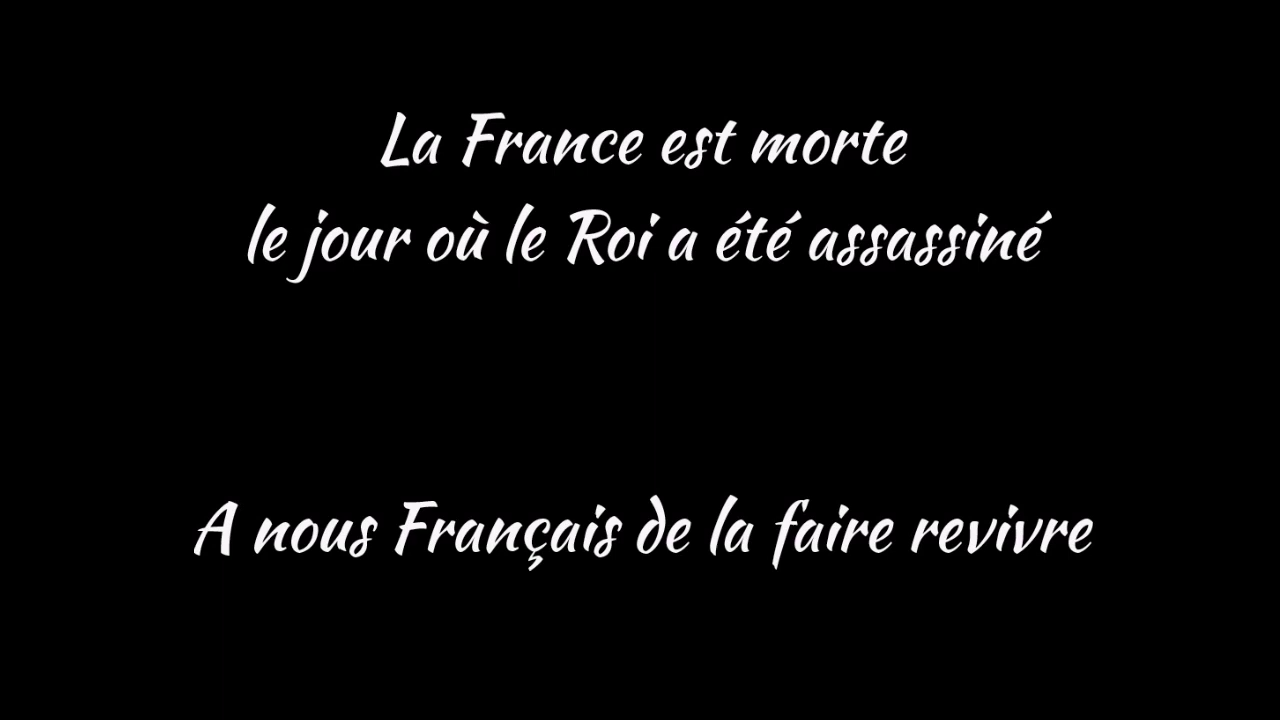 La France est morte
le jour où le Roi a été assassiné
A nous Français de la faire revivre